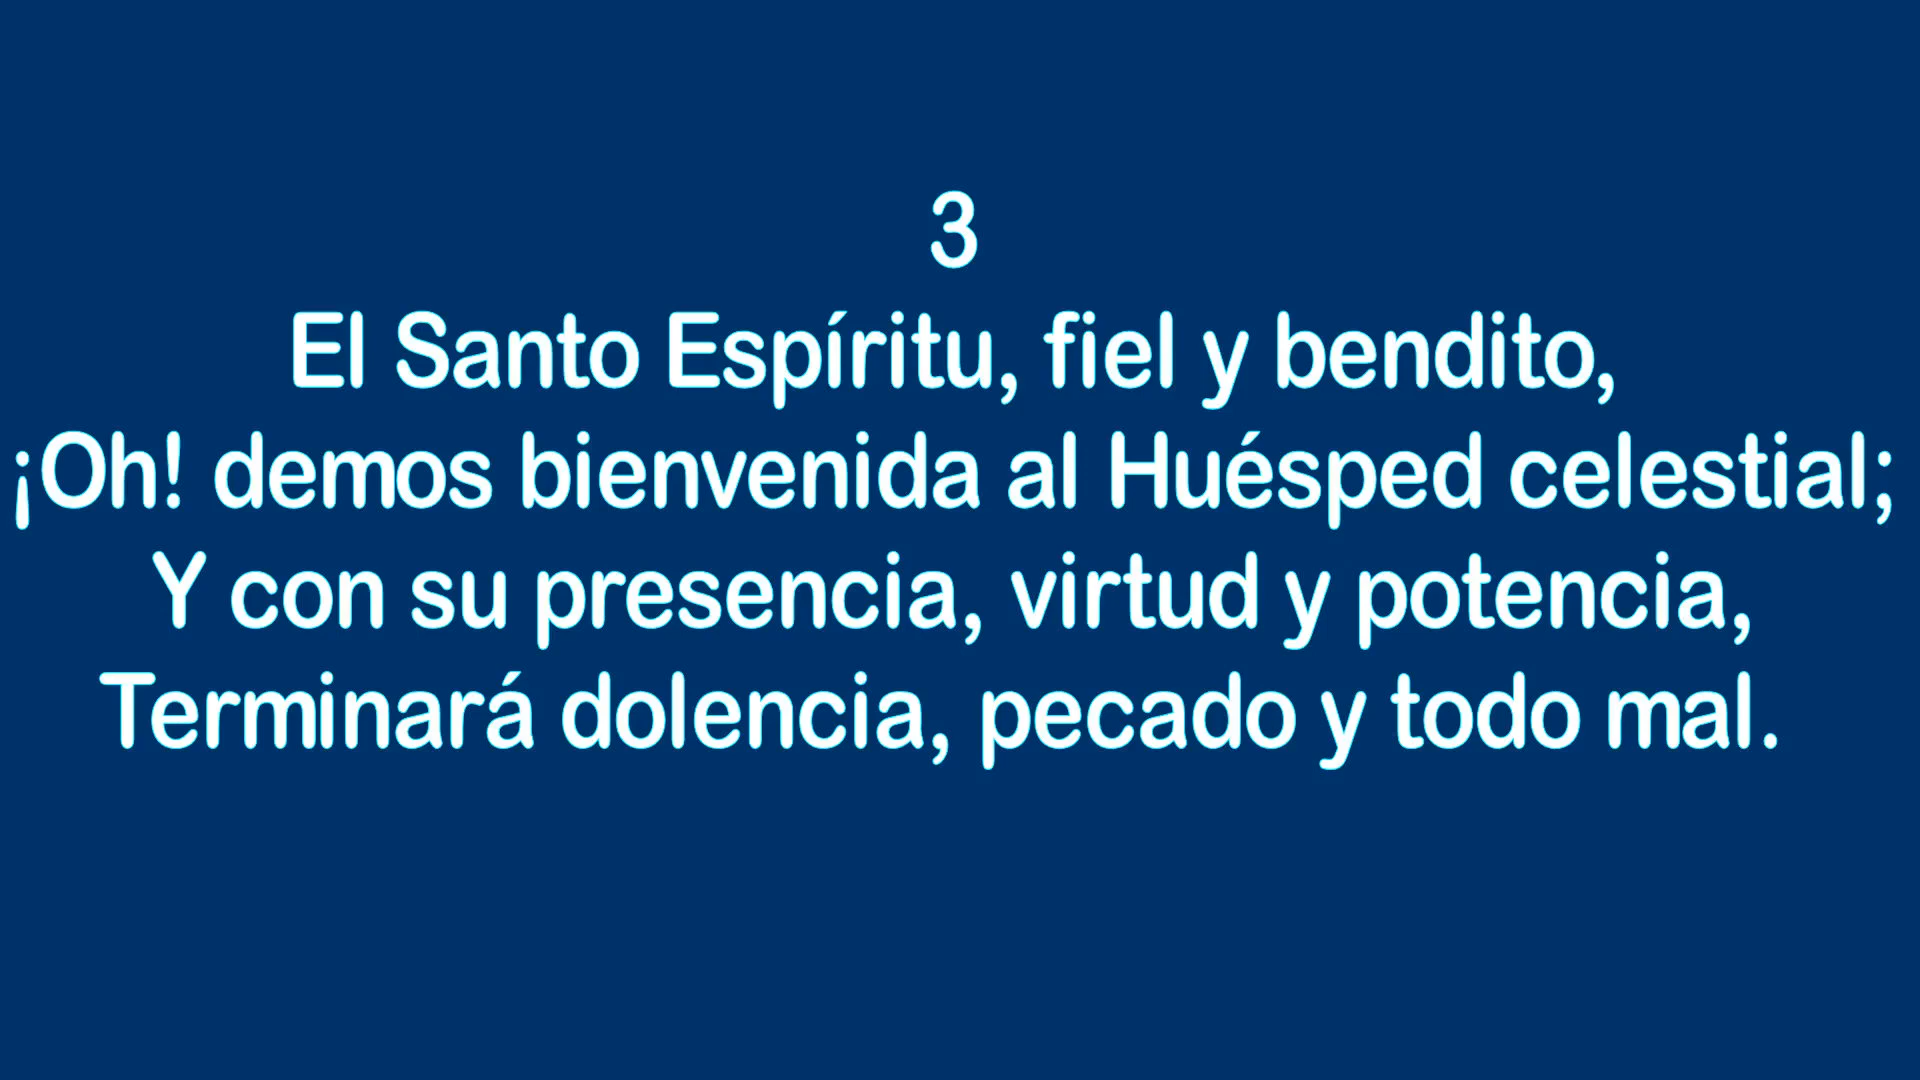 3
El Santo Espíritu, fiel y bendito,
¡Oh! demos bienvenida al Huésped celestial;
Y con su presencia, virtud y potencia,
Terminará dolencia, pecado y todo mal.